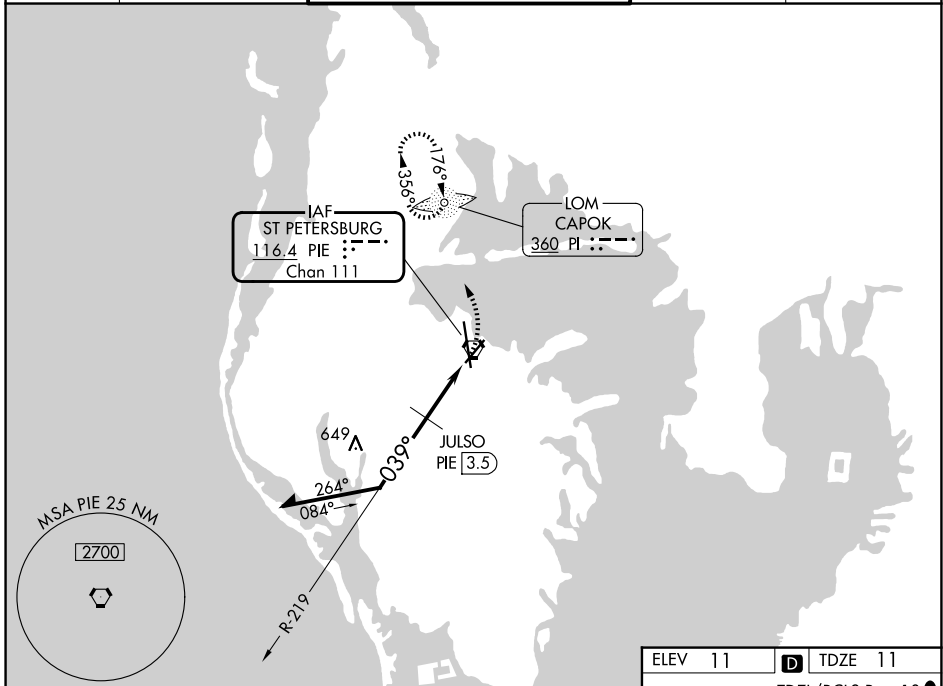 176°
356°
IAF
ST PETERSBURG
116.4 PIE
Chan 111
LOM
CAPOK
360 PI
649
039°
JULSO
PIE 3.5
264°
084°
MSA PIE 25 NM
2700
R-219
ELEV 11 D TDZE 11